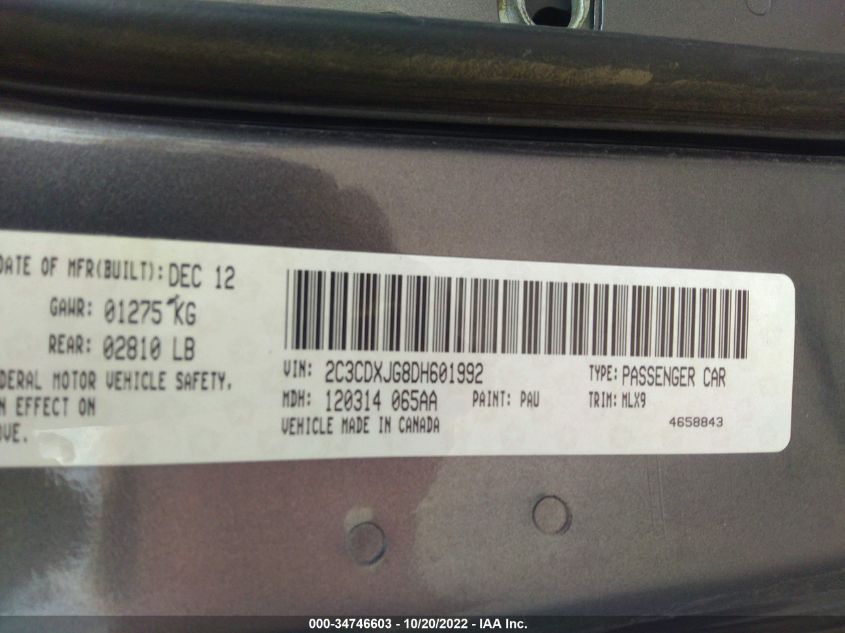 DATE OF MFR(BUILT): DEC 12
GAWR: 01275 KG
REAR: 02810 LB
DERAL MOTOR VEHICLE SAFETY,
N EFFECT ON
OVE.
VIN: 2C3CDXJG8DH601992
TYPE: PASSENGER CAR
MDH: 120314 065AA
PAINT: PAU
TRIM: MLX9
VEHICLE MADE IN CANADA
4658843
000-34746603 - 10/20/2022 - IAA Inc.